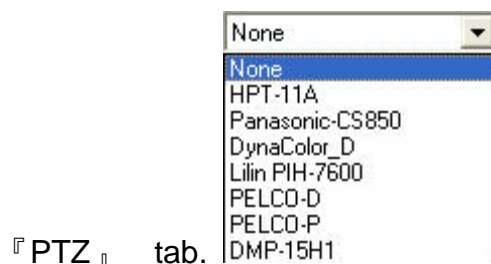 None
None
HPT-11A
Panasonic-CS850
DynaColor_D
Lilin PIH-7600
PELCO-D
PELCO-P
『PTZ』 tab. DMP-15H1